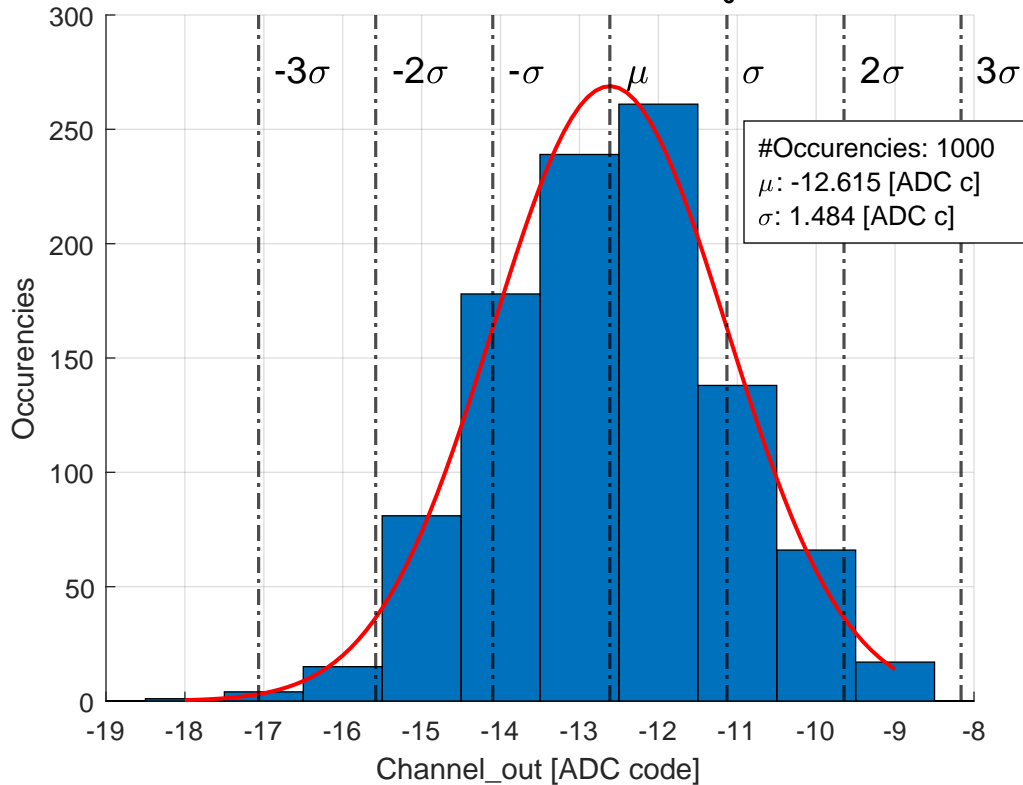 300
250
200
150
100
50
0
Occurencies
-3σ -2σ -σ μ σ 2σ 3σ
#Occurencies: 1000
μ: -12.615 [ADC c]
σ: 1.484 [ADC c]
-19 -18 -17 -16 -15 -14 -13 -12 -11 -10 -9 -8
Channel_out [ADC code]